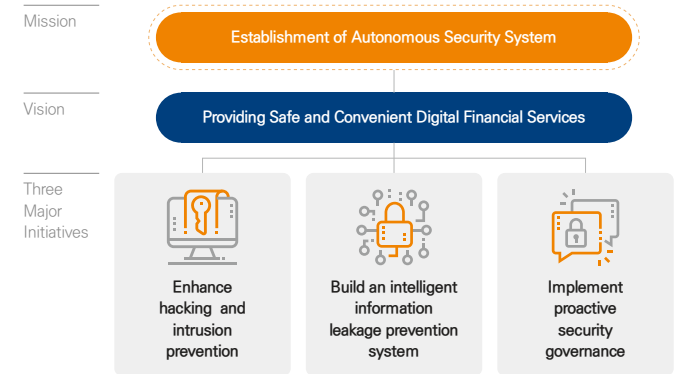 Mission
Establishment of Autonomous Security System
Vision
Providing Safe and Convenient Digital Financial Services
Three
Major
Initiatives
Enhance
hacking and
intrusion
prevention
Build an intelligent
information
leakage prevention
system
Implement
proactive
security
governance